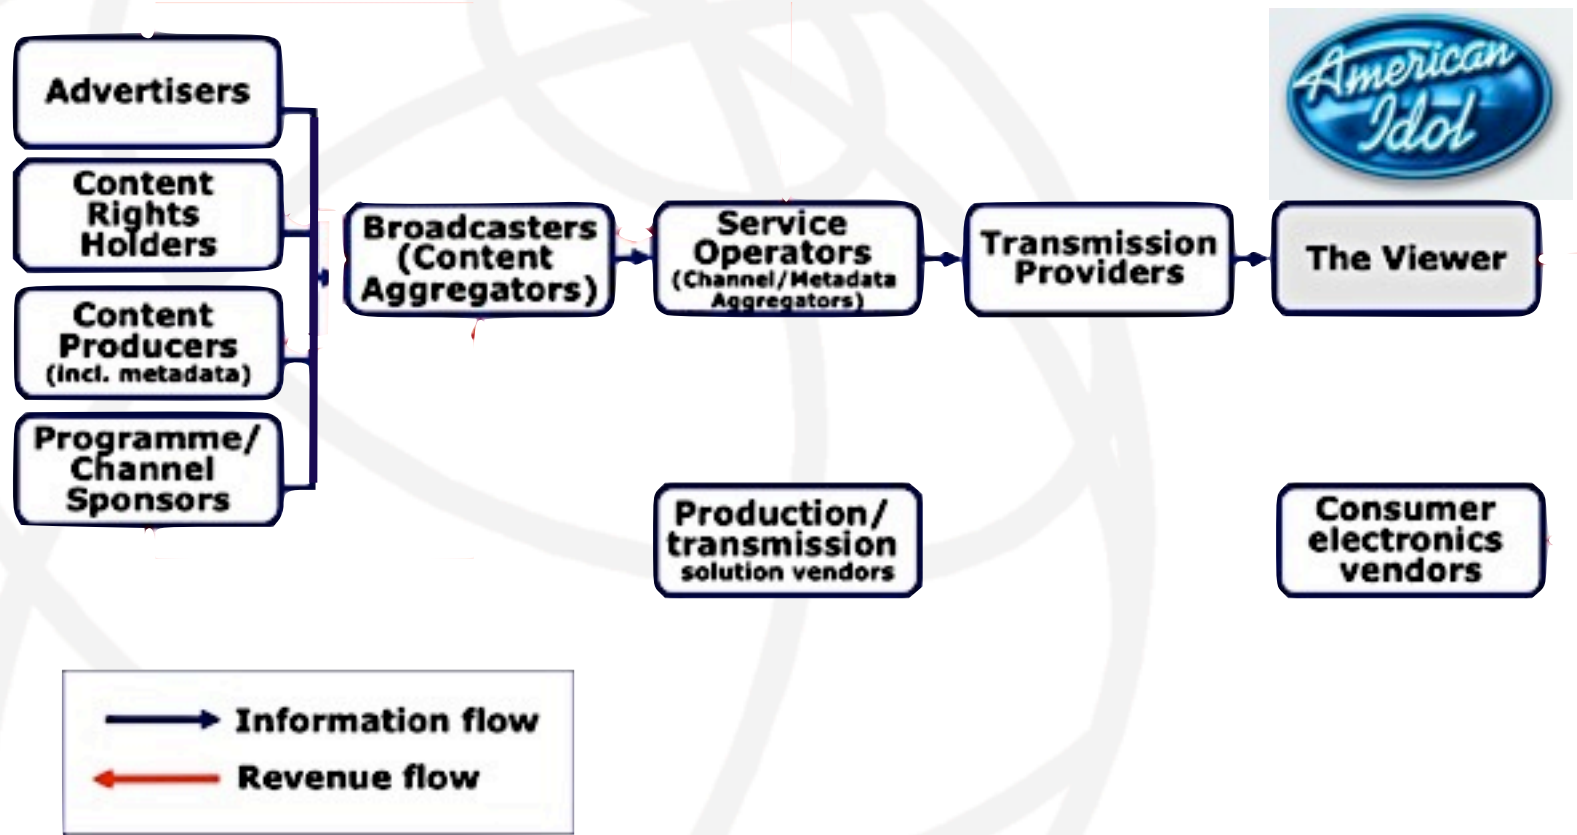 Advertisers
Content
Rights
Holders
Content
Producers
(incl. metadata)
Programme/
Channel
Sponsors
Broadcasters
(Content
Aggregators)
Service
Operators
(Channel/Metadata
Aggregators)
Transmission
Providers
American
Idol
The Viewer
Production/
transmission
solution vendors
Consumer
electronics
vendors
Information flow
Revenue flow